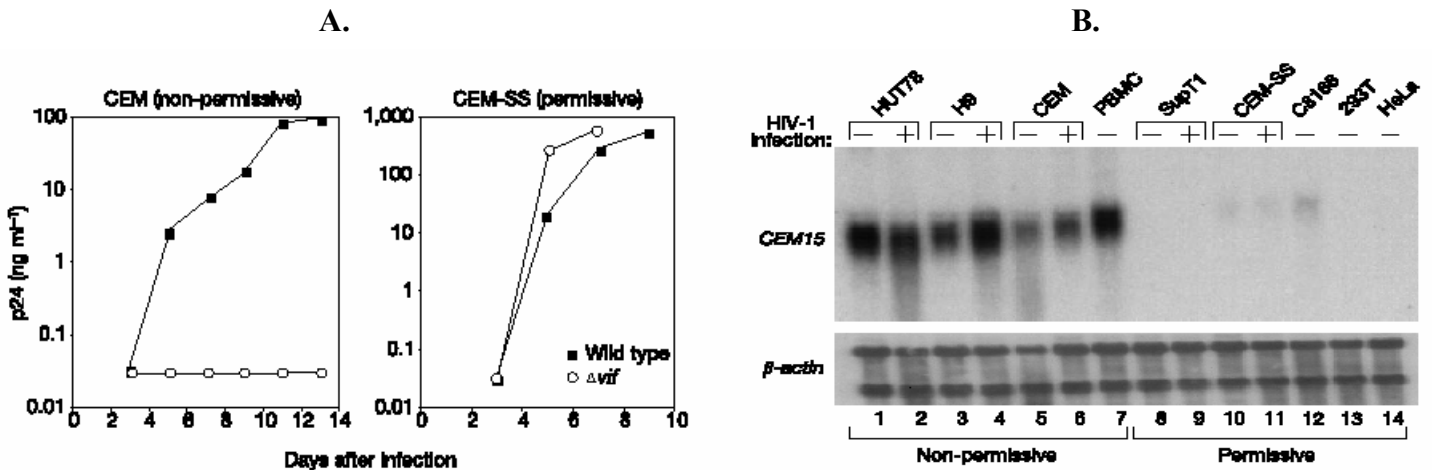 A.
CEM (non-permissive)
100
10
1
0.1
0.01
0 2 4 6 8 10 12 14
CEM-SS (permissive)
1,000
100
10
1
0.1
0.01
0 2 4 6 8 10
p24 (ng ml⁻¹)
Wild type
Δvif
Days after infection
B.
HUT78 H9 CEM PBMC SupT1 CEM-SS C8166 293T HeLa
HIV-1
infection:
− + − + − + − − + − + − − −
CEM15
β-actin
1 2 3 4 5 6 7 8 9 10 11 12 13 14
Non-permissive Permissive